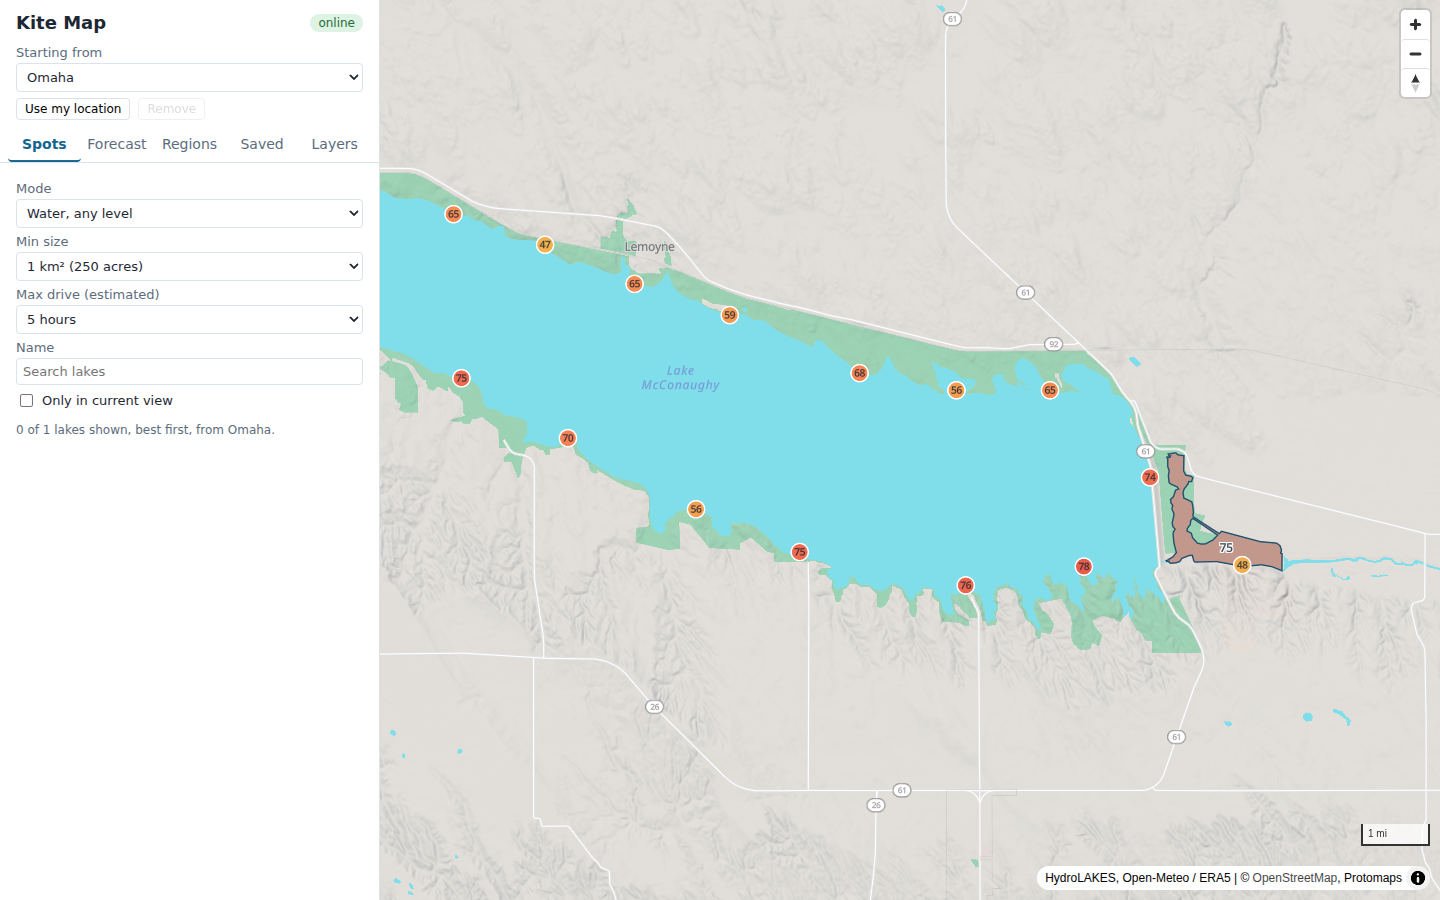 Kite Map
online
Starting from
Omaha
Use my location
Remove
Spots
Forecast
Regions
Saved
Layers
Mode
Water, any level
Min size
1 km² (250 acres)
Max drive (estimated)
5 hours
Name
Search lakes
Only in current view
0 of 1 lakes shown, best first, from Omaha.
61
65
47
Lemoyne
65
61
59
92
Lake
McConaughy
68
75
56
65
70
61
74
56
75
75
48
78
76
26
61
61
26
1 mi
HydroLAKES, Open-Meteo / ERA5 | © OpenStreetMap, Protomaps